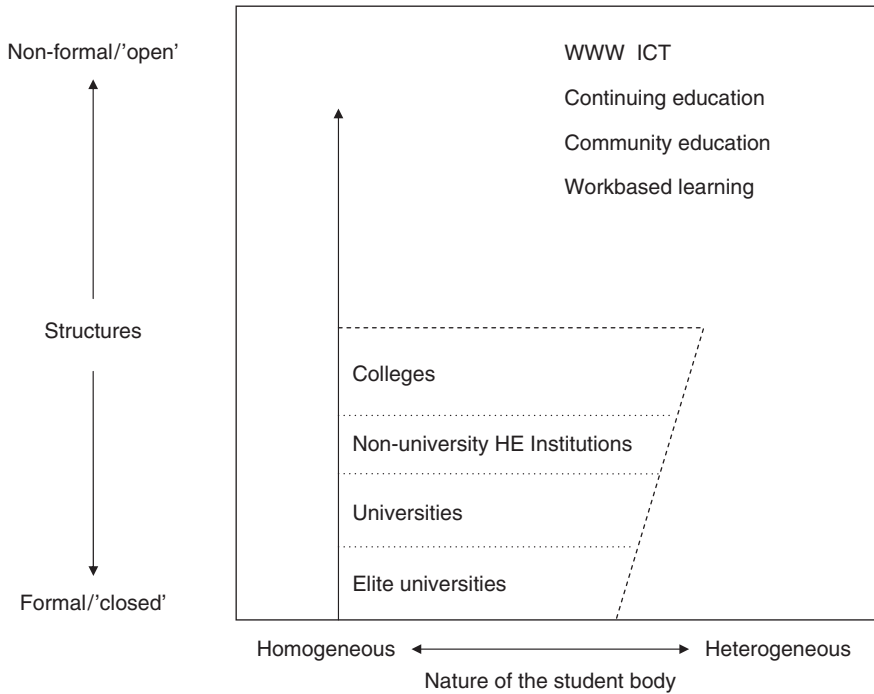 Non-formal/'open'
WWW ICT
Continuing education
Community education
Workbased learning
Structures
Colleges
Non-university HE Institutions
Universities
Elite universities
Formal/'closed'
Homogeneous
Heterogeneous
Nature of the student body